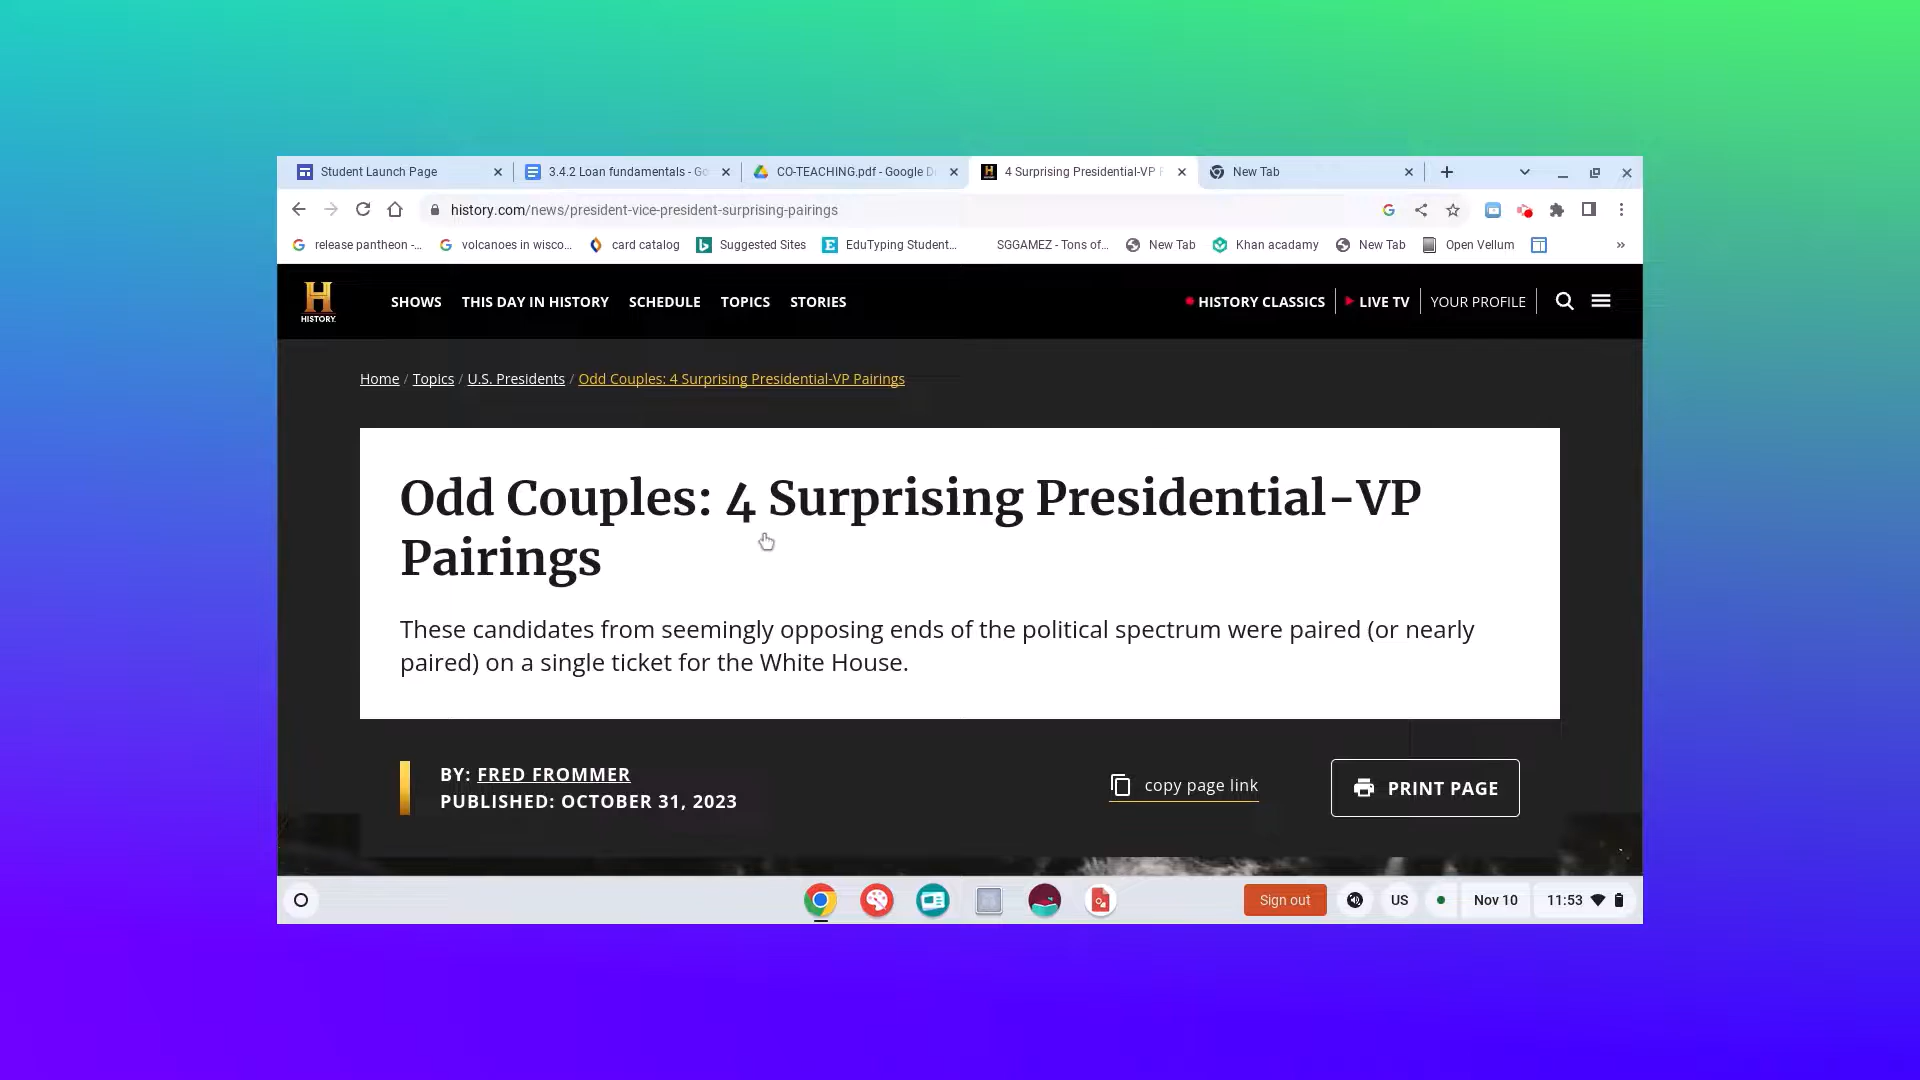 Student Launch Page
3.4.2 Loan fundamentals - Go
CO-TEACHING.pdf - Google D
4 Surprising Presidential-VP P
New Tab
history.com/news/president-vice-president-surprising-pairings
release pantheon -...
volcanoes in wisco...
card catalog
Suggested Sites
EduTyping Student...
SGGAMEZ - Tons of...
New Tab
Khan acadamy
New Tab
Open Vellum
»
HISTORY
SHOWS
THIS DAY IN HISTORY
SCHEDULE
TOPICS
STORIES
HISTORY CLASSICS
LIVE TV
YOUR PROFILE
Home / Topics / U.S. Presidents / Odd Couples: 4 Surprising Presidential-VP Pairings
Odd Couples: 4 Surprising Presidential-VP
Pairings
These candidates from seemingly opposing ends of the political spectrum were paired (or nearly
paired) on a single ticket for the White House.
BY: FRED FROMMER
PUBLISHED: OCTOBER 31, 2023
copy page link
PRINT PAGE
Sign out
US
Nov 10
11:53